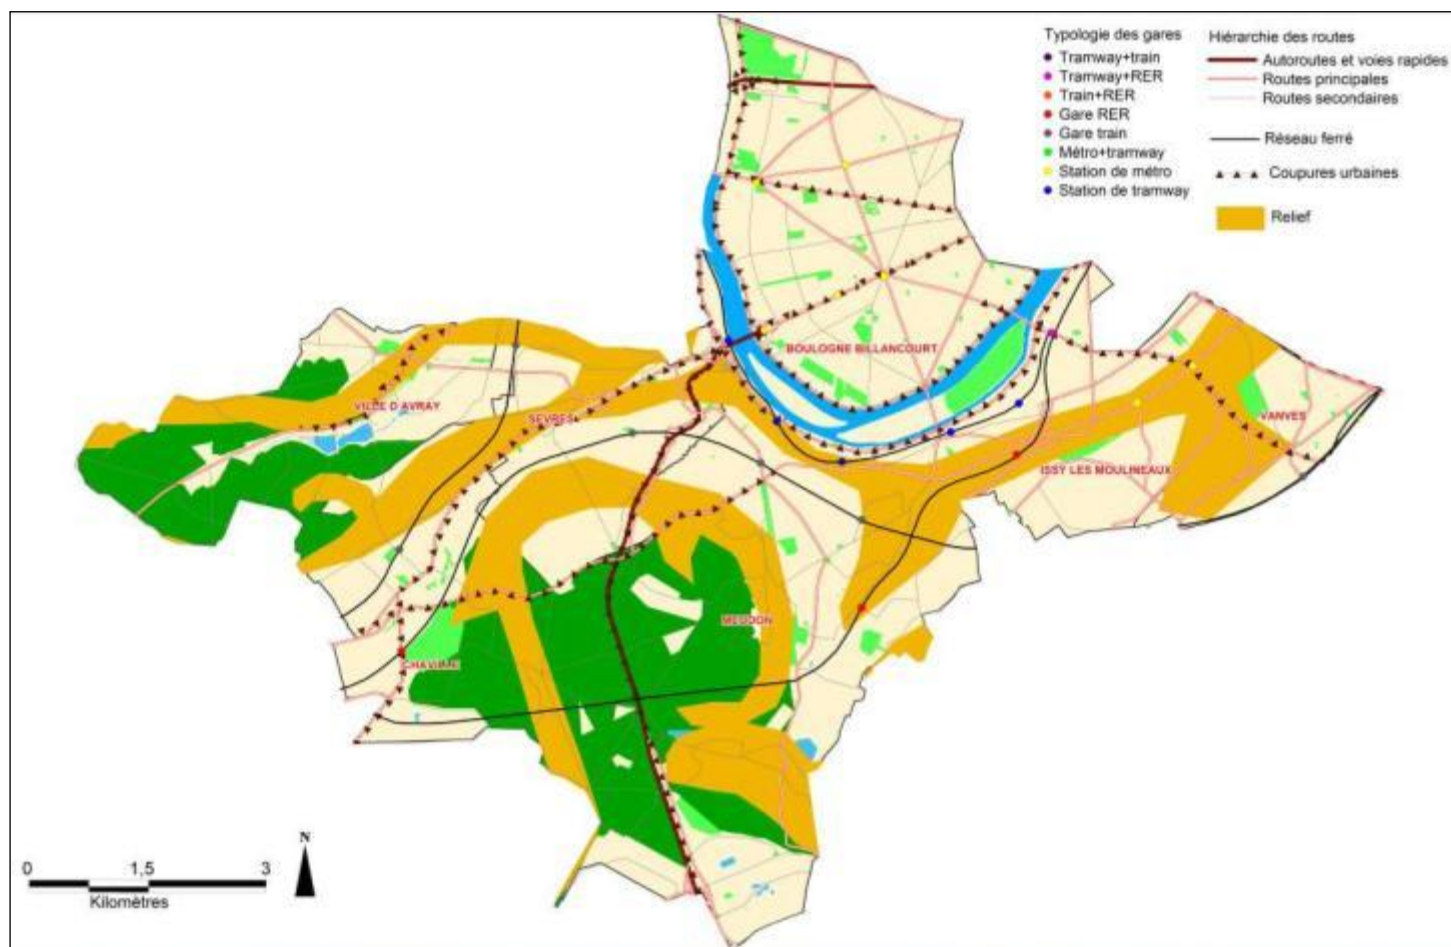 Typologie des gares
Tramway+train
Tramway+RER
Train+RER
Gare RER
Gare train
Métro+tramway
Station de métro
Station de tramway
Hiérarchie des routes
Autoroutes et voies rapides
Routes principales
Routes secondaires
Réseau ferré
Coupures urbaines
Relief
BOULOGNE BILLANCOURT
VILLE D'AVRAY
SEVRES
VANVES
ISSY LES MOULINEAUX
MEUDON
CHAVILLE
N
0 1,5 3
Kilomètres